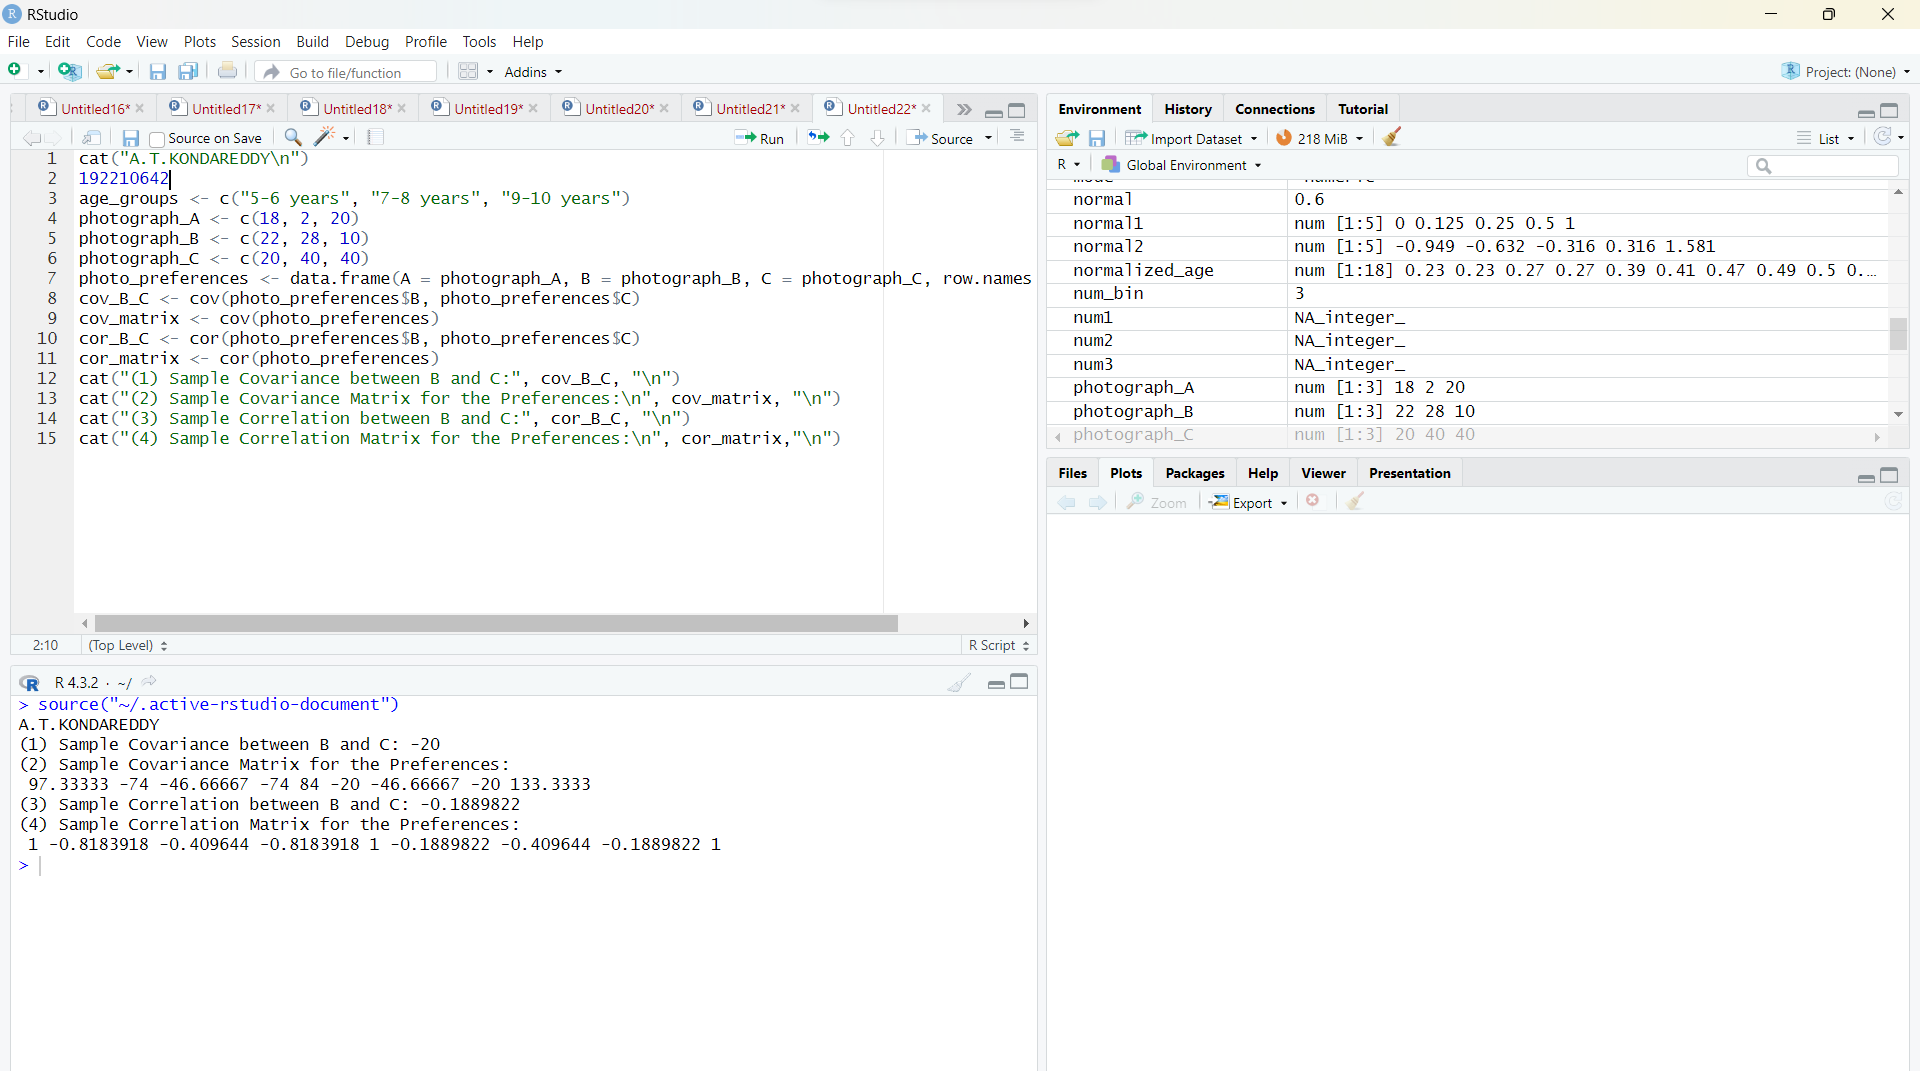 RStudio
File Edit Code View Plots Session Build Debug Profile Tools Help
Go to file/function Addins Project: (None)
Untitled16* Untitled17* Untitled18* Untitled19* Untitled20* Untitled21* Untitled22*
Source on Save Run Source
1 cat("A.T.KONDAREDDY\n")
2 192210642
3 age_groups <- c("5-6 years", "7-8 years", "9-10 years")
4 photograph_A <- c(18, 2, 20)
5 photograph_B <- c(22, 28, 10)
6 photograph_C <- c(20, 40, 40)
7 photo_preferences <- data.frame(A = photograph_A, B = photograph_B, C = photograph_C, row.names
8 cov_B_C <- cov(photo_preferences$B, photo_preferences$C)
9 cov_matrix <- cov(photo_preferences)
10 cor_B_C <- cor(photo_preferences$B, photo_preferences$C)
11 cor_matrix <- cor(photo_preferences)
12 cat("(1) Sample Covariance between B and C:", cov_B_C, "\n")
13 cat("(2) Sample Covariance Matrix for the Preferences:\n", cov_matrix, "\n")
14 cat("(3) Sample Correlation between B and C:", cor_B_C, "\n")
15 cat("(4) Sample Correlation Matrix for the Preferences:\n", cor_matrix,"\n")
2:10 (Top Level) R Script
R 4.3.2 · ~/
> source("~/.active-rstudio-document")
A.T.KONDAREDDY
(1) Sample Covariance between B and C: -20
(2) Sample Covariance Matrix for the Preferences:
97.33333 -74 -46.66667 -74 84 -20 -46.66667 -20 133.3333
(3) Sample Correlation between B and C: -0.1889822
(4) Sample Correlation Matrix for the Preferences:
1 -0.8183918 -0.409644 -0.8183918 1 -0.1889822 -0.409644 -0.1889822 1
>
Environment History Connections Tutorial
Import Dataset 218 MiB List
R Global Environment
normal 0.6
normal1 num [1:5] 0 0.125 0.25 0.5 1
normal2 num [1:5] -0.949 -0.632 -0.316 0.316 1.581
normalized_age num [1:18] 0.23 0.23 0.27 0.27 0.39 0.41 0.47 0.49 0.5 0....
num_bin 3
num1 NA_integer_
num2 NA_integer_
num3 NA_integer_
photograph_A num [1:3] 18 2 20
photograph_B num [1:3] 22 28 10
photograph_C num [1:3] 20 40 40
Files Plots Packages Help Viewer Presentation
Zoom Export